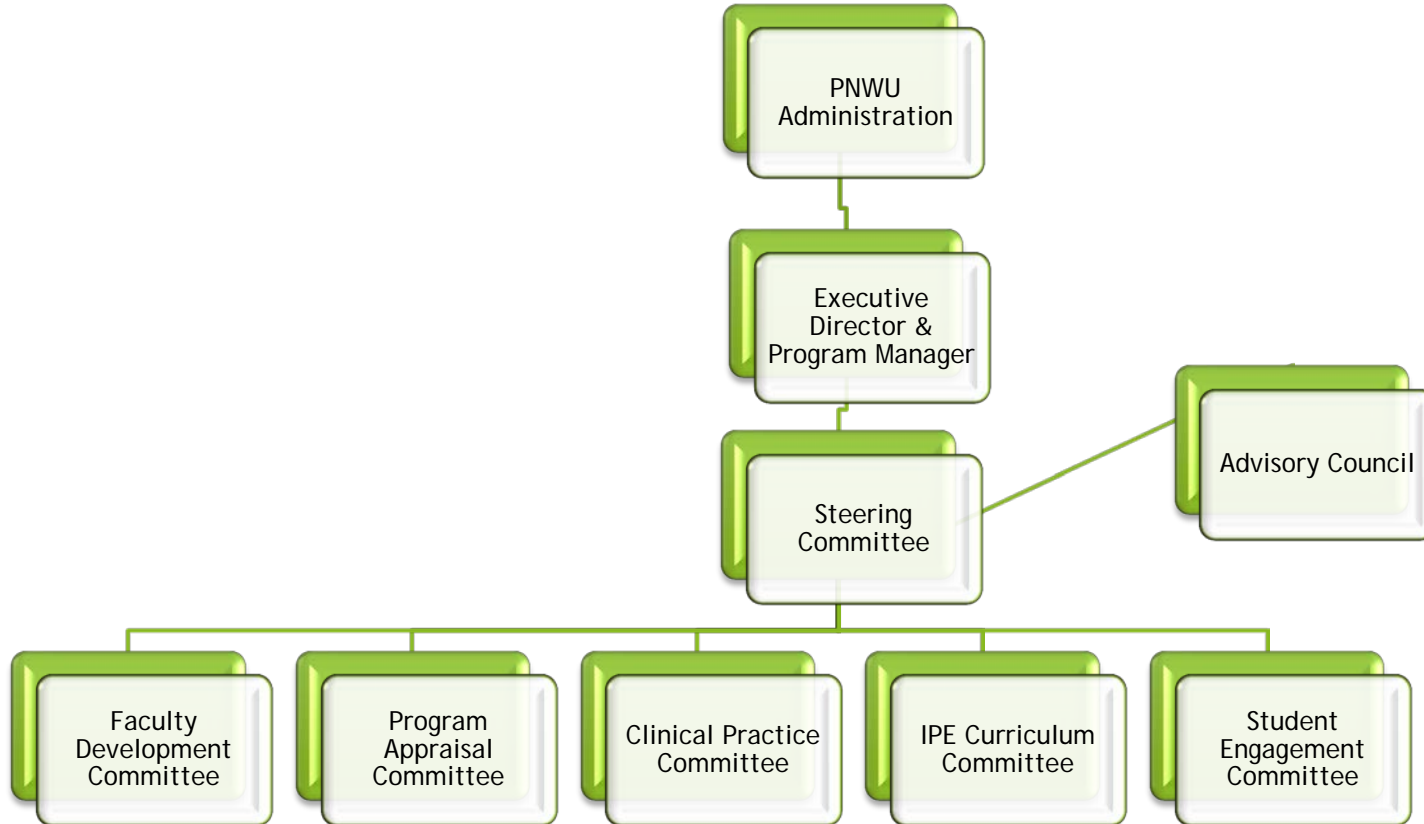 PNWU
Administration
Executive
Director &
Program Manager
Advisory Council
Steering
Committee
Faculty
Development
Committee
Program
Appraisal
Committee
Clinical Practice
Committee
IPE Curriculum
Committee
Student
Engagement
Committee